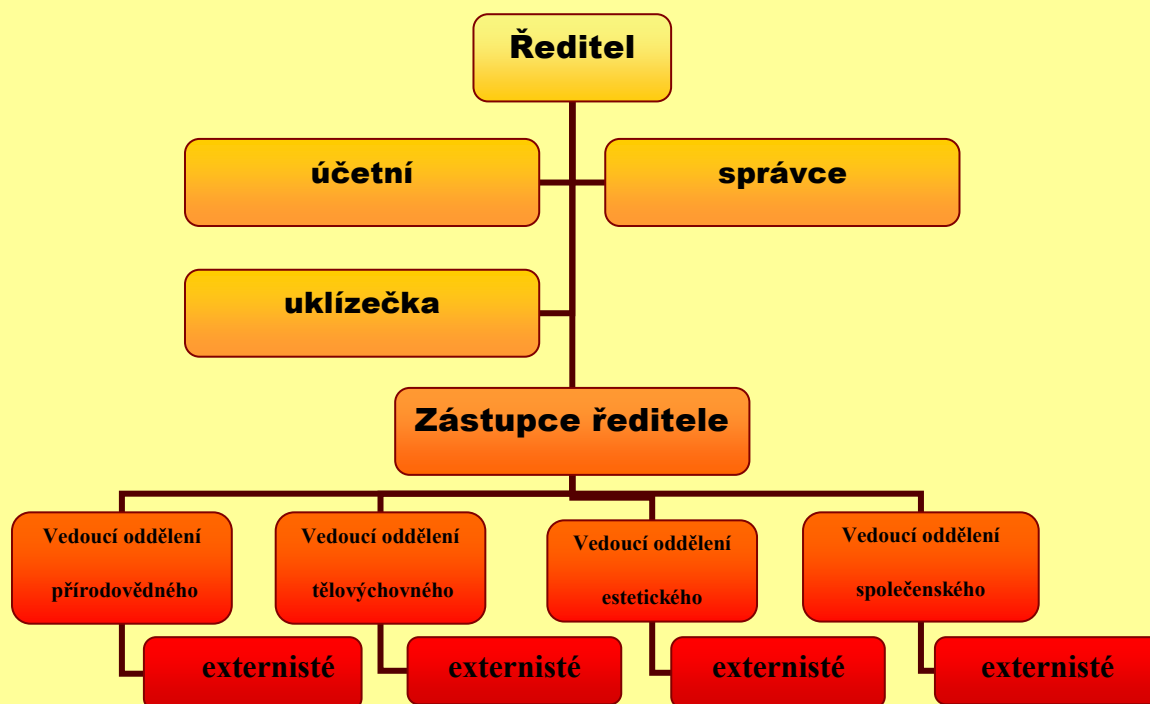 Ředitel
účetní
správce
uklízečka
Zástupce ředitele
Vedoucí oddělení
přírodovědného
Vedoucí oddělení
tělovýchovného
Vedoucí oddělení
estetického
Vedoucí oddělení
společenského
externisté
externisté
externisté
externisté